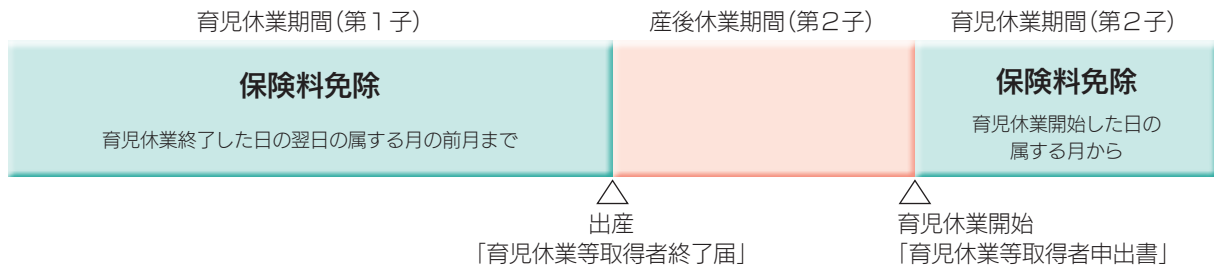 育児休業期間(第1子)
産後休業期間(第2子)
育児休業期間(第2子)
保険料免除
育児休業終了した日の翌日の属する月の前月まで
保険料免除
育児休業開始した日の
属する月から
出産
「育児休業等取得者終了届」
育児休業開始
「育児休業等取得者申出書」